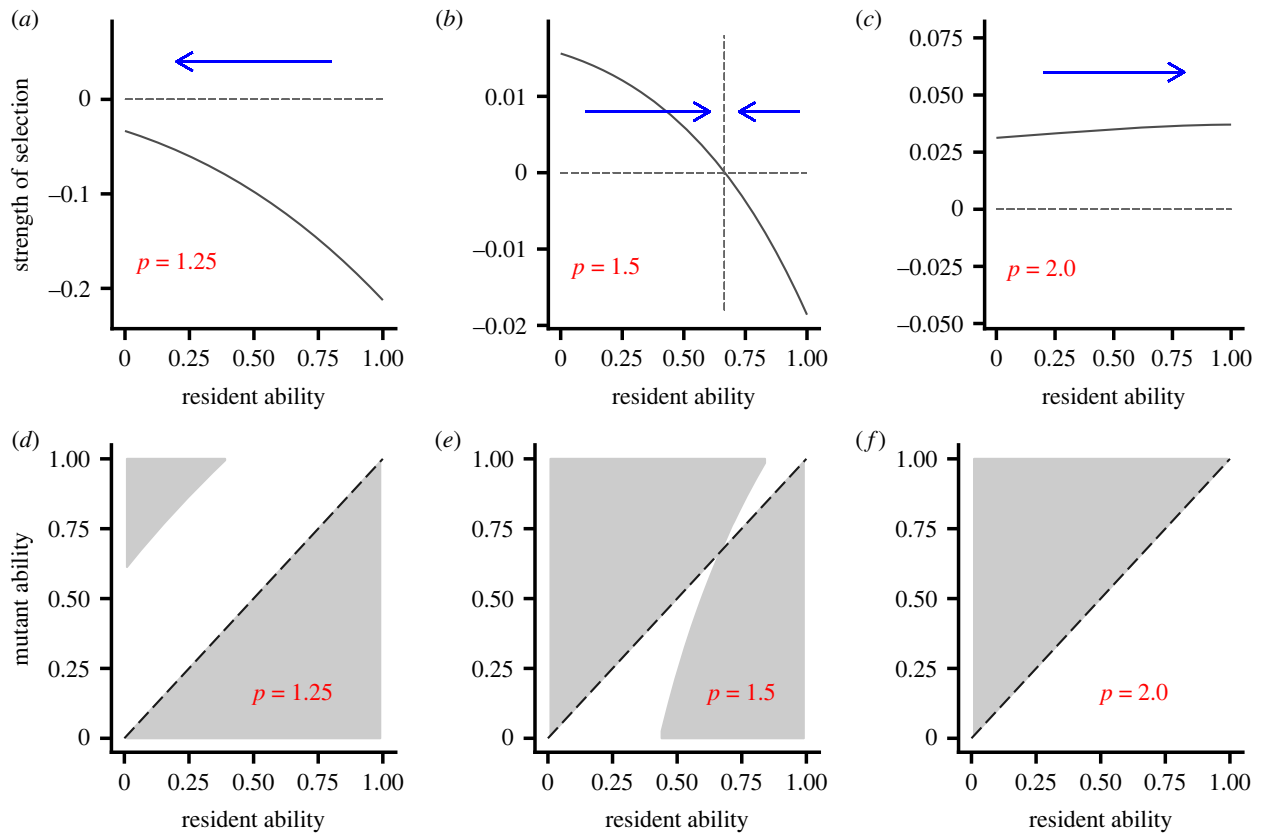 (a)
(b)
(c)
strength of selection
0
–0.1
–0.2
p = 1.25
0 0.25 0.50 0.75 1.00
resident ability
0.01
0
–0.01
–0.02
p = 1.5
0 0.25 0.50 0.75 1.00
resident ability
0.075
0.050
0.025
0
–0.025
–0.050
p = 2.0
0 0.25 0.50 0.75 1.00
resident ability
(d)
(e)
(f)
mutant ability
1.00
0.75
0.50
0.25
0
p = 1.25
0 0.25 0.50 0.75 1.00
resident ability
1.00
0.75
0.50
0.25
0
p = 1.5
0 0.25 0.50 0.75 1.00
resident ability
1.00
0.75
0.50
0.25
0
p = 2.0
0 0.25 0.50 0.75 1.00
resident ability